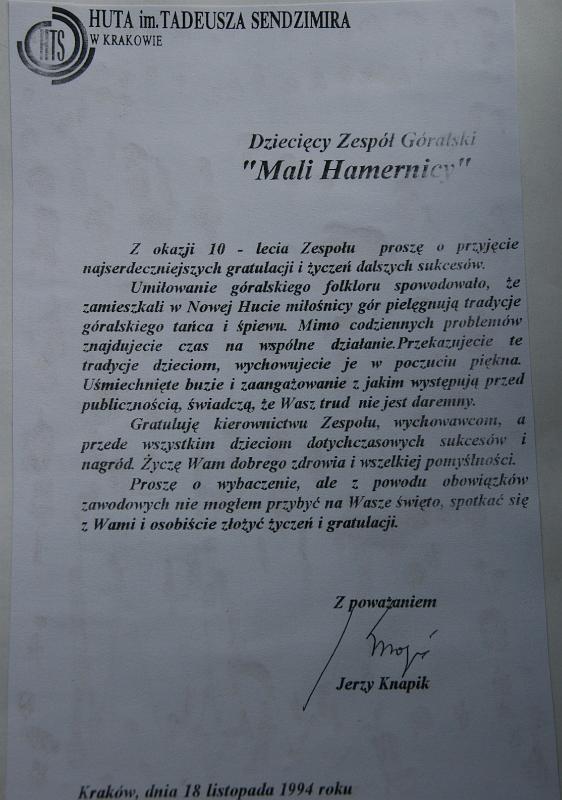 HTS
HUTA im. TADEUSZA SENDZIMIRA
W KRAKOWIE
Dziecięcy Zespół Góralski
"Mali Hamernicy"
Z okazji 10 - lecia Zespołu proszę o przyjęcie
najserdeczniejszych gratulacji i życzeń dalszych sukcesów.
Umiłowanie góralskiego folkloru spowodowało, że
zamieszkali w Nowej Hucie miłośnicy gór pielęgnują tradycje
góralskiego tańca i śpiewu. Mimo codziennych problemów
znajdujecie czas na wspólne działanie.Przekazujecie te
tradycje dzieciom, wychowujecie je w poczuciu piękna.
Uśmiechnięte buzie i zaangażowanie z jakim występują przed
publicznością, świadczą, że Wasz trud nie jest daremny.
Gratuluję kierownictwu Zespołu, wychowawcom, a
przede wszystkim dzieciom dotychczasowych sukcesów i
nagród. Życzę Wam dobrego zdrowia i wszelkiej pomyślności.
Proszę o wybaczenie, ale z powodu obowiązków
zawodowych nie mogłem przybyć na Wasze święto, spotkać się
z Wami i osobiście złożyć życzeń i gratulacji.
Z poważaniem
Jerzy Knapik
Kraków, dnia 18 listopada 1994 roku